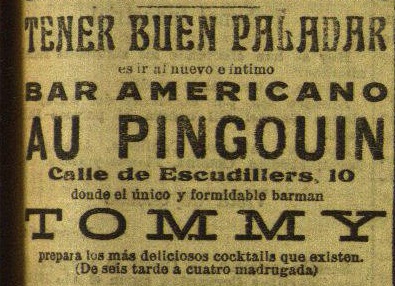 TENER BUEN PALADAR
es ir al nuevo e íntimo
BAR AMERICANO
AU PINGOUIN
Calle de Escudillers, 10
donde el único y formidable barman
TOMMY
prepara los más deliciosos cocktails que existen.
(De seis tarde a cuatro madrugada)